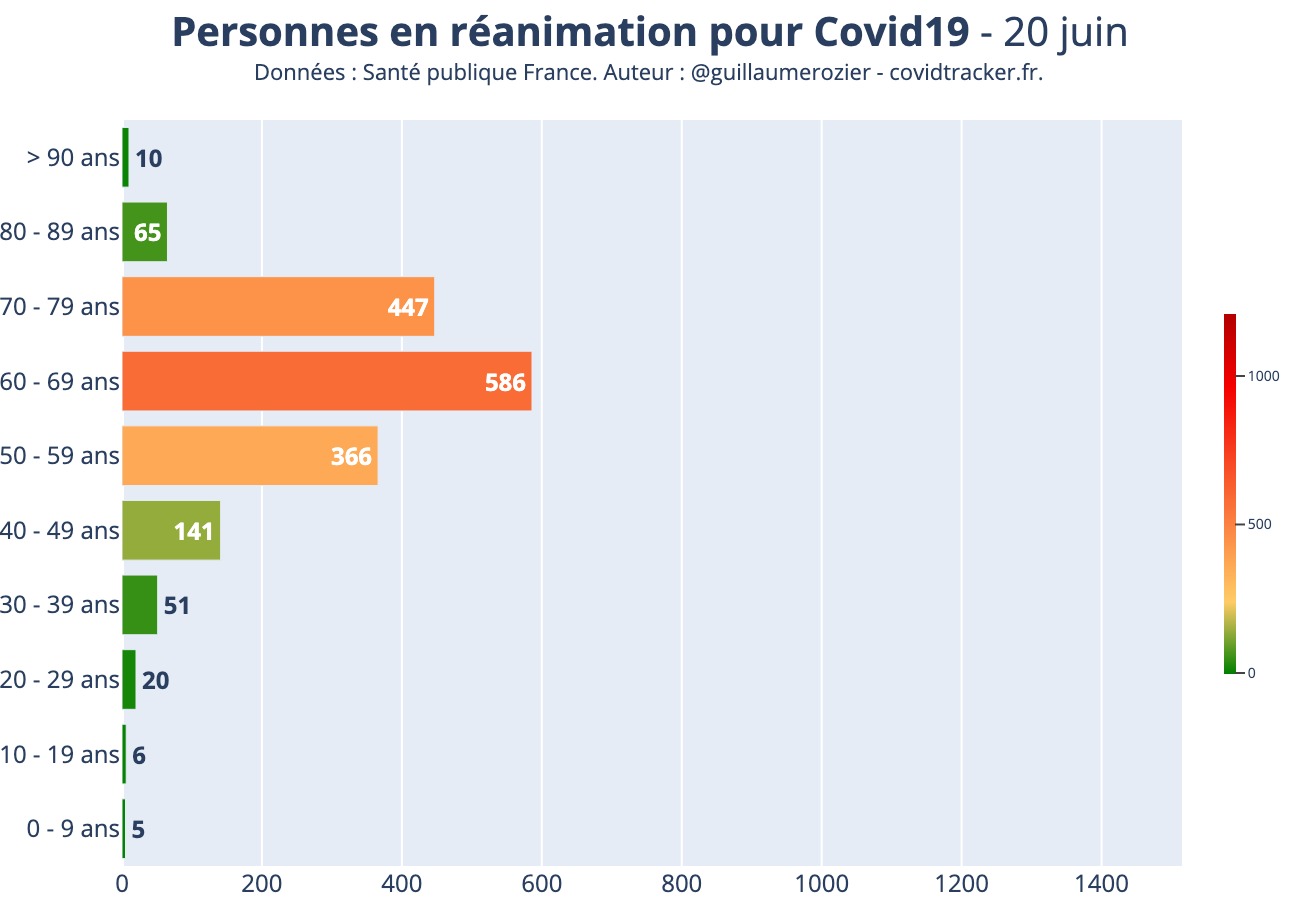 Personnes en réanimation pour Covid19 - 20 juin
Données : Santé publique France. Auteur : @guillaumerozier - covidtracker.fr.
> 90 ans 10
80 - 89 ans 65
70 - 79 ans 447
60 - 69 ans 586
50 - 59 ans 366
40 - 49 ans 141
30 - 39 ans 51
20 - 29 ans 20
10 - 19 ans 6
0 - 9 ans 5
0 200 400 600 800 1000 1200 1400
1000
500
0